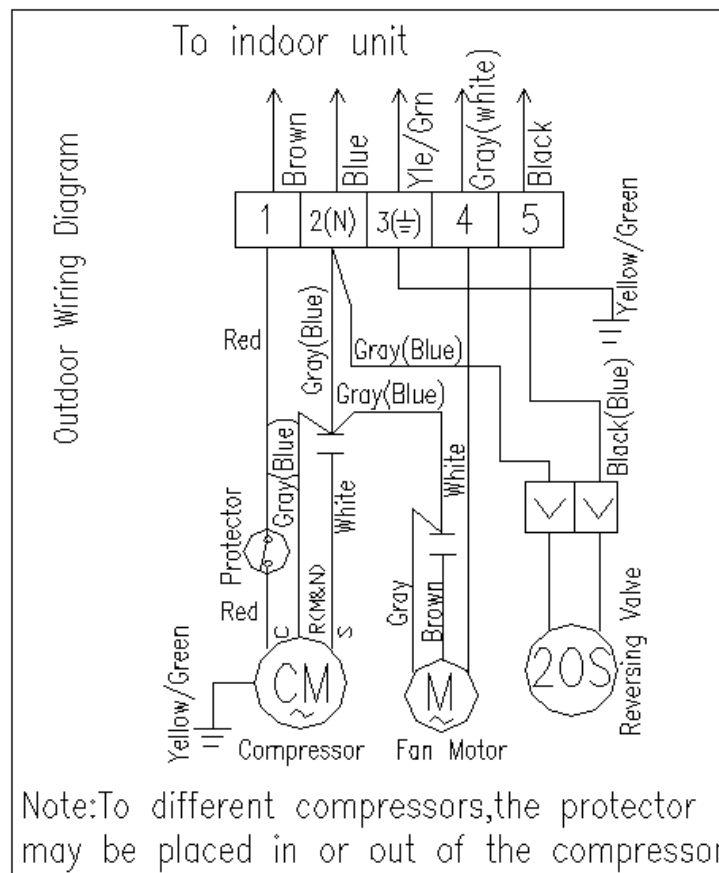 To indoor unit
Outdoor Wiring Diagram
Brown
Blue
Yle/Grn
Gray(white)
Black
1
2(N)
3(⏚)
4
5
Yellow/Green
Red
Gray(Blue)
Gray(Blue)
Gray(Blue)
Gray(Blue)
White
White
Black(Blue)
Protector
Red
C
R(M&N)
S
Gray
Brown
Yellow/Green
CM
~
M
~
20S
Reversing Valve
Compressor
Fan Motor
Note:To different compressors,the protector
may be placed in or out of the compressor